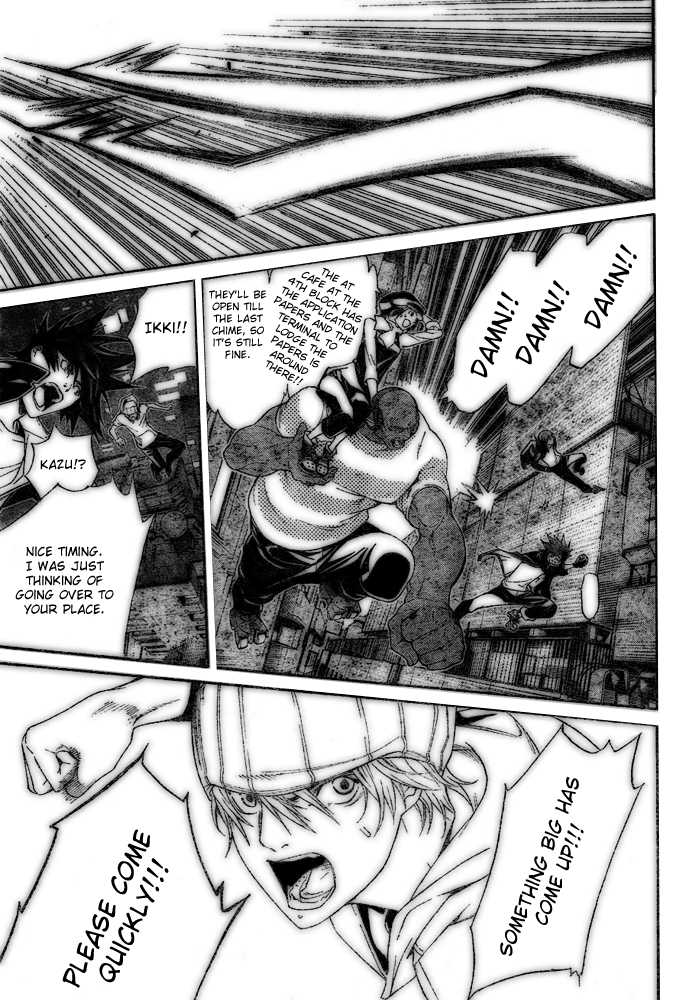 DAMN!!
DAMN!!
DAMN!!
THE AT
CAFE AT THE
4TH BLOCK HAS
THE APPLICATION
PAPERS AND THE
TERMINAL TO
LODGE THE
PAPERS IS
AROUND
THERE!!
THEY'LL BE
OPEN TILL
THE LAST
CHIME, SO
IT'S STILL
FINE.
IKKI!!
KAZU!?
NICE TIMING.
I WAS JUST
THINKING OF
GOING OVER TO
YOUR PLACE.
SOMETHING BIG HAS
COME UP!!!
PLEASE COME
QUICKLY!!!